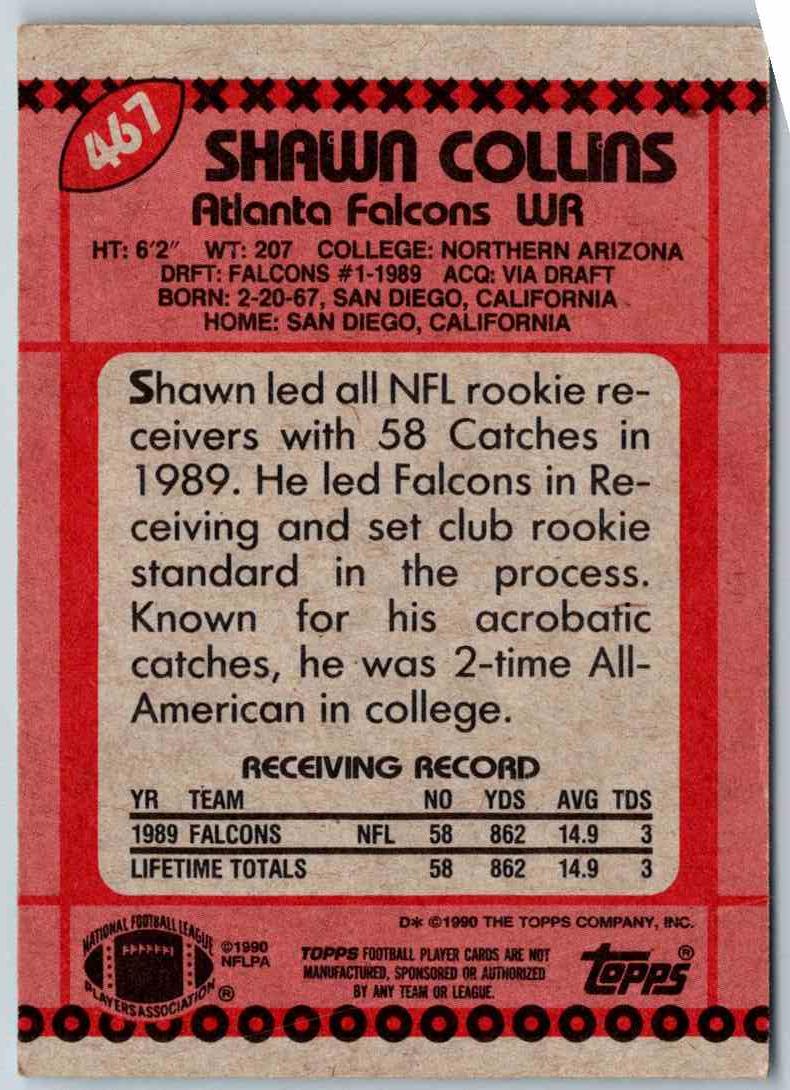 467
SHAWN COLLINS
Atlanta Falcons WR
HT: 6'2" WT: 207 COLLEGE: NORTHERN ARIZONA
DRFT: FALCONS #1-1989 ACQ: VIA DRAFT
BORN: 2-20-67, SAN DIEGO, CALIFORNIA
HOME: SAN DIEGO, CALIFORNIA
Shawn led all NFL rookie re-
ceivers with 58 Catches in
1989. He led Falcons in Re-
ceiving and set club rookie
standard in the process.
Known for his acrobatic
catches, he was 2-time All-
American in college.
RECEIVING RECORD
YR TEAM NO YDS AVG TDS
1989 FALCONS NFL 58 862 14.9 3
LIFETIME TOTALS 58 862 14.9 3
D* ©1990 THE TOPPS COMPANY, INC.
NATIONAL FOOTBALL LEAGUE
PLAYERS ASSOCIATION ®
©1990
NFLPA
TOPPS FOOTBALL PLAYER CARDS ARE NOT
MANUFACTURED, SPONSORED OR AUTHORIZED
BY ANY TEAM OR LEAGUE.
topps®